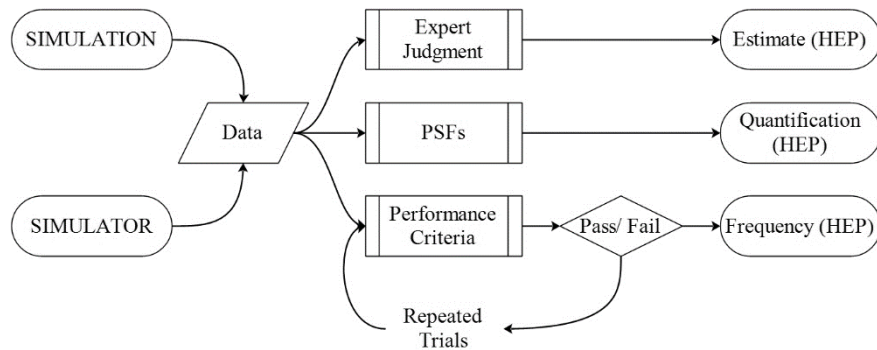 SIMULATION
Expert
Judgment
Estimate (HEP)
Data
PSFs
Quantification
(HEP)
SIMULATOR
Performance
Criteria
Pass/ Fail
Frequency (HEP)
Repeated
Trials